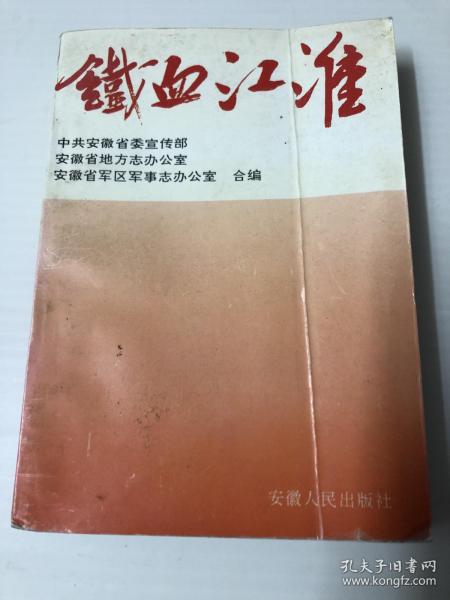 鐵血江淮
中共安徽省委宣传部
安徽省地方志办公室
安徽省军区军事志办公室 合编
安徽人民出版社
孔夫子旧书网
www.kongfz.com